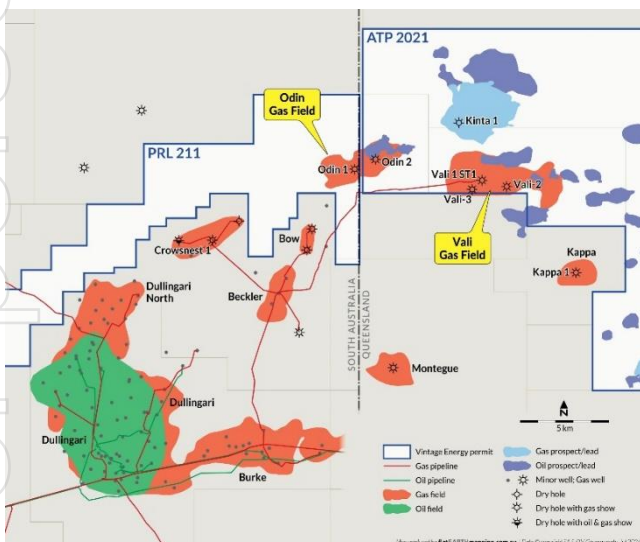 ATP 2021
Odin
Gas Field
PRL 211
Kinta 1
Odin 1
Odin 2
Vali 1 ST1
Vali-2
Vali-3
Vali
Gas Field
Crowsnest 1
Bow
Kappa
Kappa 1
Beckler
Dullingari
North
SOUTH AUSTRALIA
QUEENSLAND
Montegue
Dullingari
Dullingari
Burke
N
5 km
Vintage Energy permit
Gas pipeline
Oil pipeline
Gas field
Oil field
Gas prospect/lead
Oil prospect/lead
Minor well; Gas well
Dry hole
Dry hole with gas show
Dry hole with oil & gas show